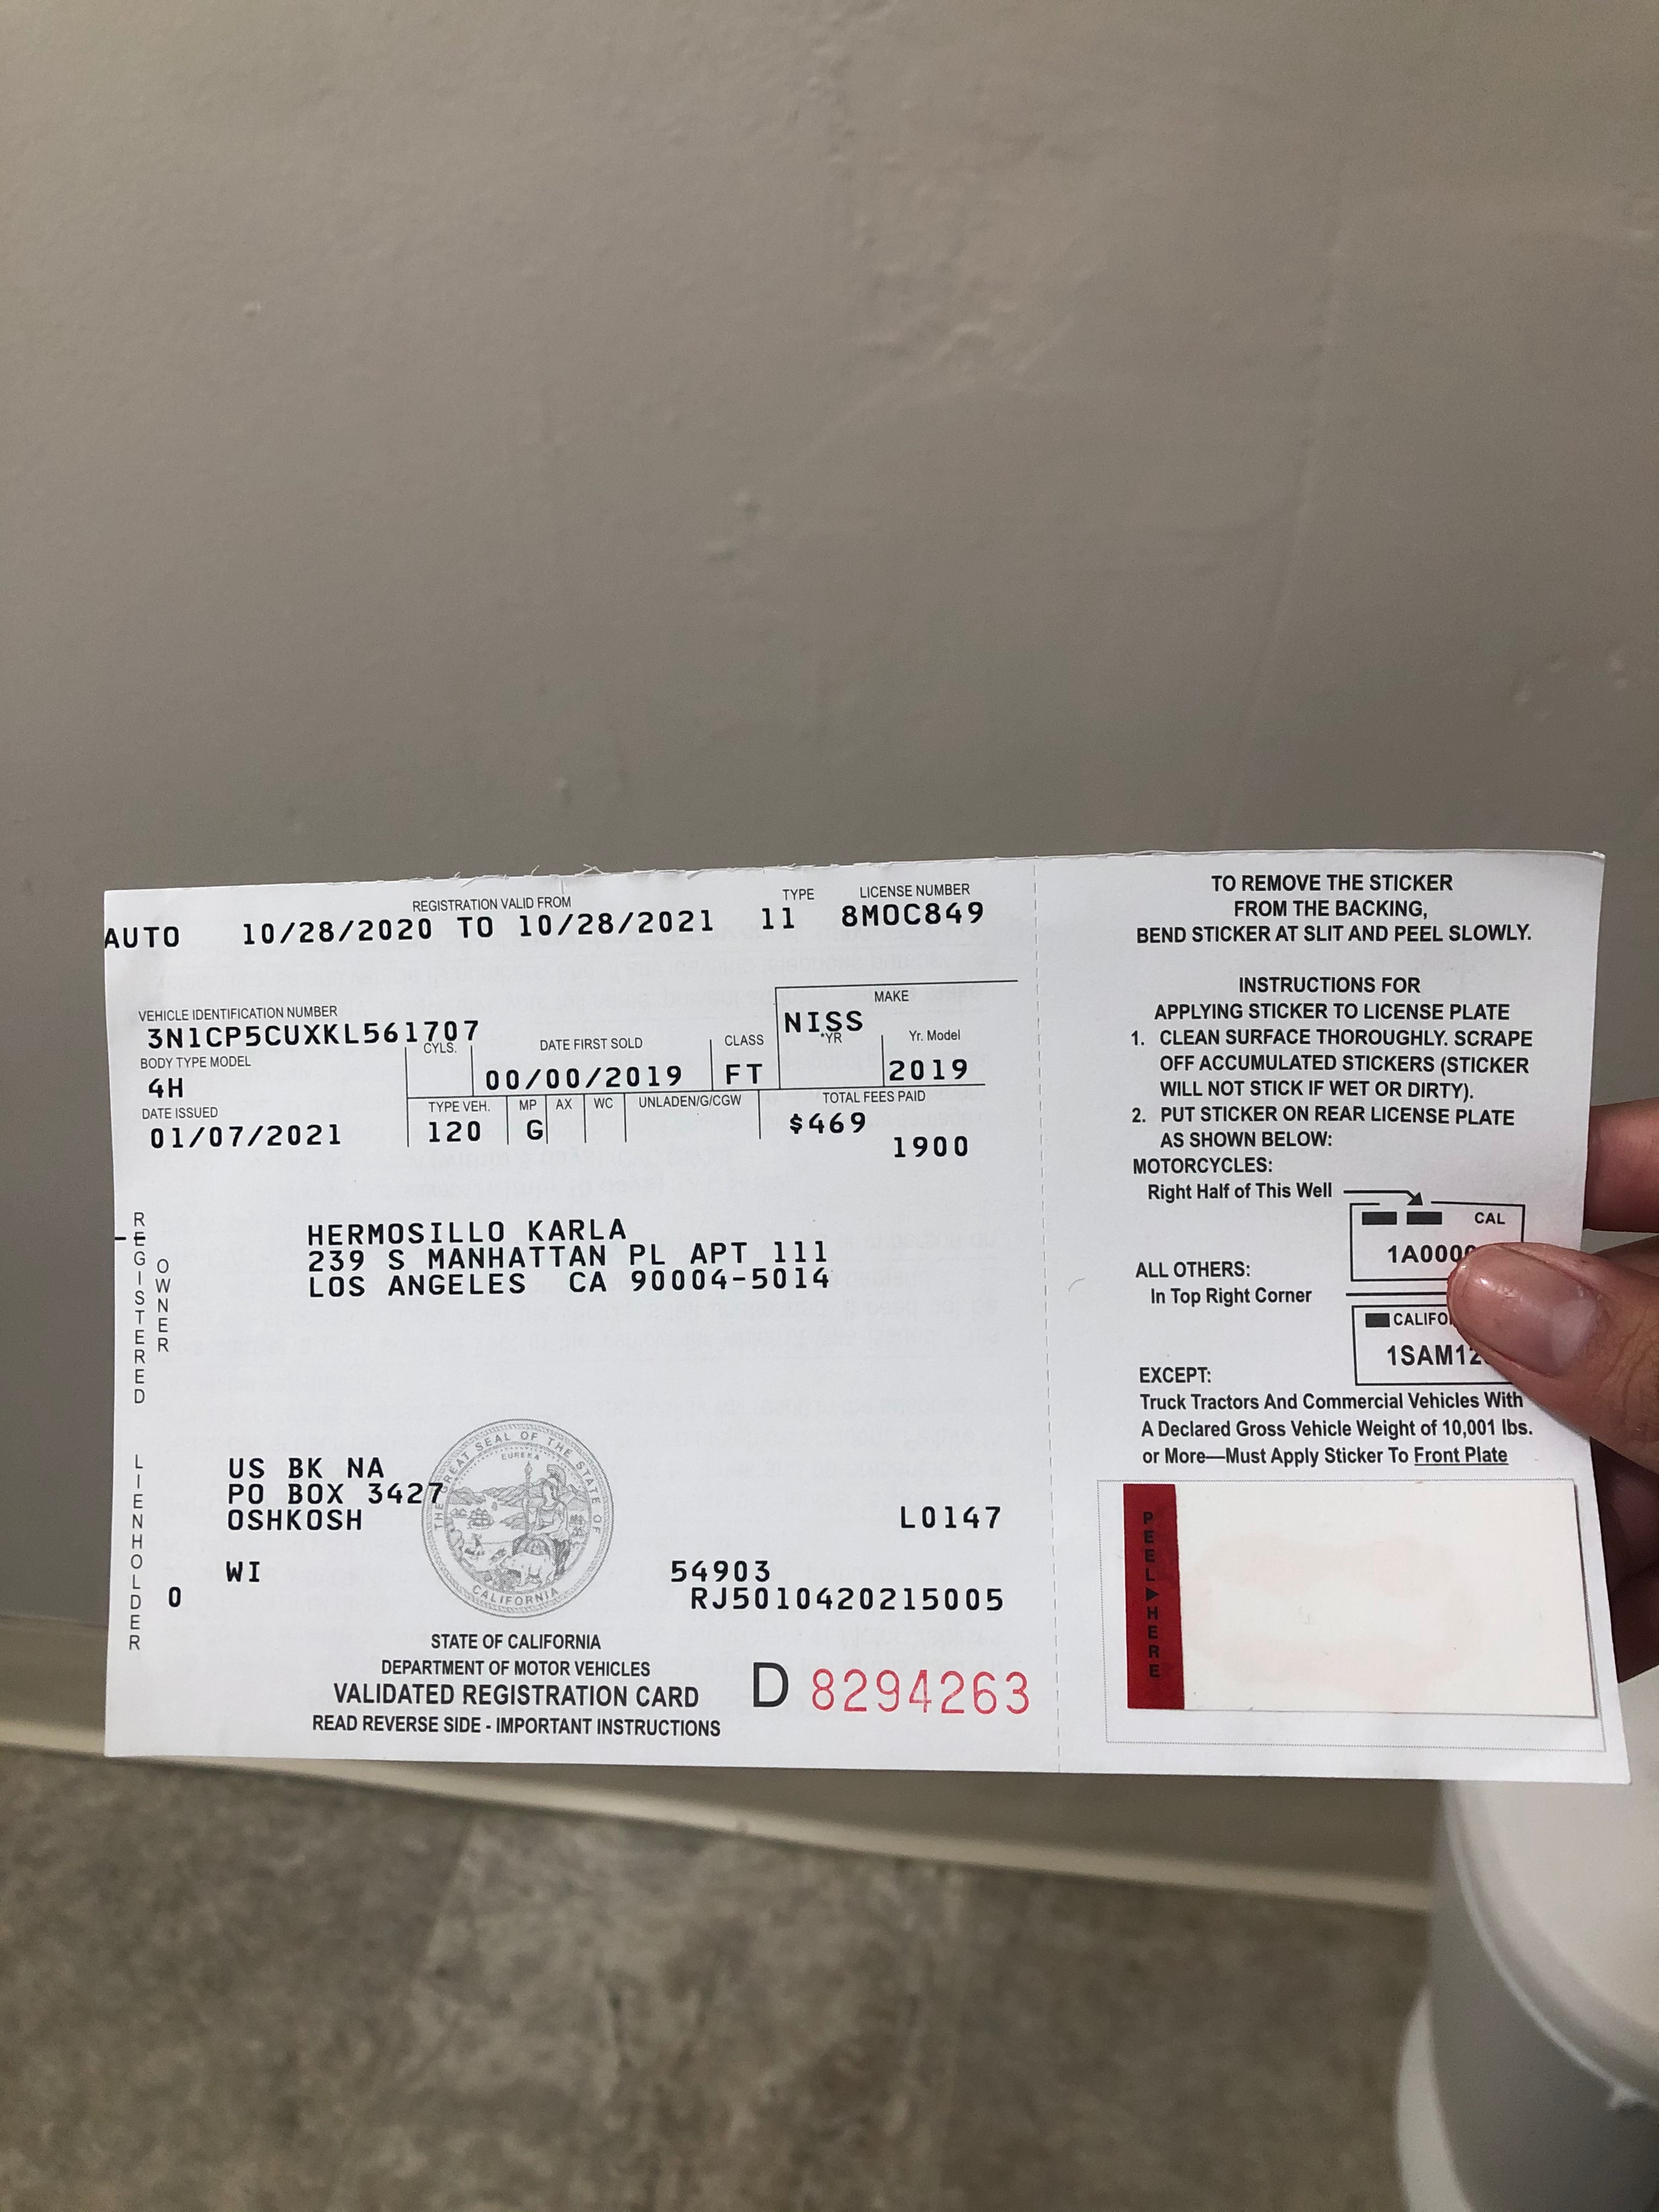 REGISTRATION VALID FROM TYPE LICENSE NUMBER
AUTO 10/28/2020 TO 10/28/2021 11 8MOC849
VEHICLE IDENTIFICATION NUMBER MAKE
3N1CP5CUXKL561707 NISS
BODY TYPE MODEL CYLS. DATE FIRST SOLD CLASS *YR Yr. Model
4H 00/00/2019 FT 2019
DATE ISSUED TYPE VEH. MP AX WC UNLADEN/G/CGW TOTAL FEES PAID
01/07/2021 120 G $469
1900
REGISTERED
OWNER
HERMOSILLO KARLA
239 S MANHATTAN PL APT 111
LOS ANGELES CA 90004-5014
LIENHOLDER
US BK NA
PO BOX 3427
OSHKOSH L0147
WI 54903
0 RJ5010420215005
THE GREAT SEAL OF THE STATE OF CALIFORNIA
EUREKA
STATE OF CALIFORNIA
DEPARTMENT OF MOTOR VEHICLES
VALIDATED REGISTRATION CARD
READ REVERSE SIDE - IMPORTANT INSTRUCTIONS
D 8294263
TO REMOVE THE STICKER
FROM THE BACKING,
BEND STICKER AT SLIT AND PEEL SLOWLY.
INSTRUCTIONS FOR
APPLYING STICKER TO LICENSE PLATE
1. CLEAN SURFACE THOROUGHLY. SCRAPE
OFF ACCUMULATED STICKERS (STICKER
WILL NOT STICK IF WET OR DIRTY).
2. PUT STICKER ON REAR LICENSE PLATE
AS SHOWN BELOW:
MOTORCYCLES:
Right Half of This Well
CAL
1A000
ALL OTHERS:
In Top Right Corner
CALIFO
1SAM12
EXCEPT:
Truck Tractors And Commercial Vehicles With
A Declared Gross Vehicle Weight of 10,001 lbs.
or More—Must Apply Sticker To Front Plate
PEEL HERE